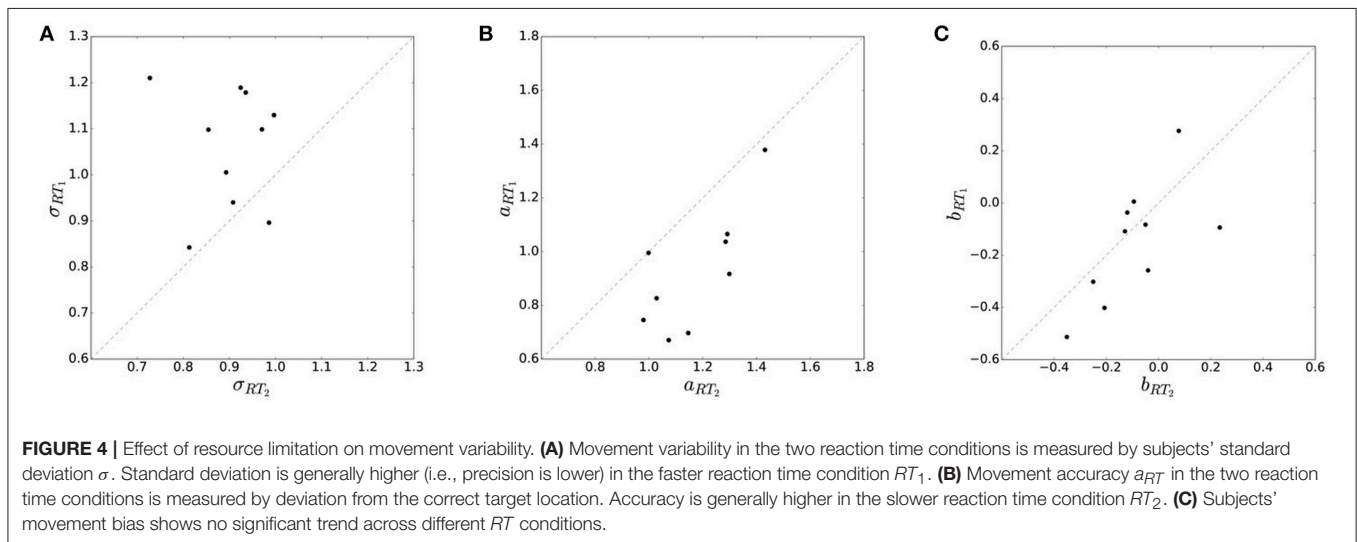 A
1.3
1.2
1.1
1.0
0.9
0.8
0.7
0.6
σRT1
0.7 0.8 0.9 1.0 1.1 1.2 1.3
σRT2
B
1.8
1.6
1.4
1.2
1.0
0.8
0.6
aRT1
0.8 1.0 1.2 1.4 1.6 1.8
aRT2
C
0.6
0.4
0.2
0.0
−0.2
−0.4
−0.6
bRT1
−0.4 −0.2 0.0 0.2 0.4 0.6
bRT2
FIGURE 4 | Effect of resource limitation on movement variability. (A) Movement variability in the two reaction time conditions is measured by subjects' standard
deviation σ. Standard deviation is generally higher (i.e., precision is lower) in the faster reaction time condition RT1. (B) Movement accuracy aRT in the two reaction
time conditions is measured by deviation from the correct target location. Accuracy is generally higher in the slower reaction time condition RT2. (C) Subjects'
movement bias shows no significant trend across different RT conditions.